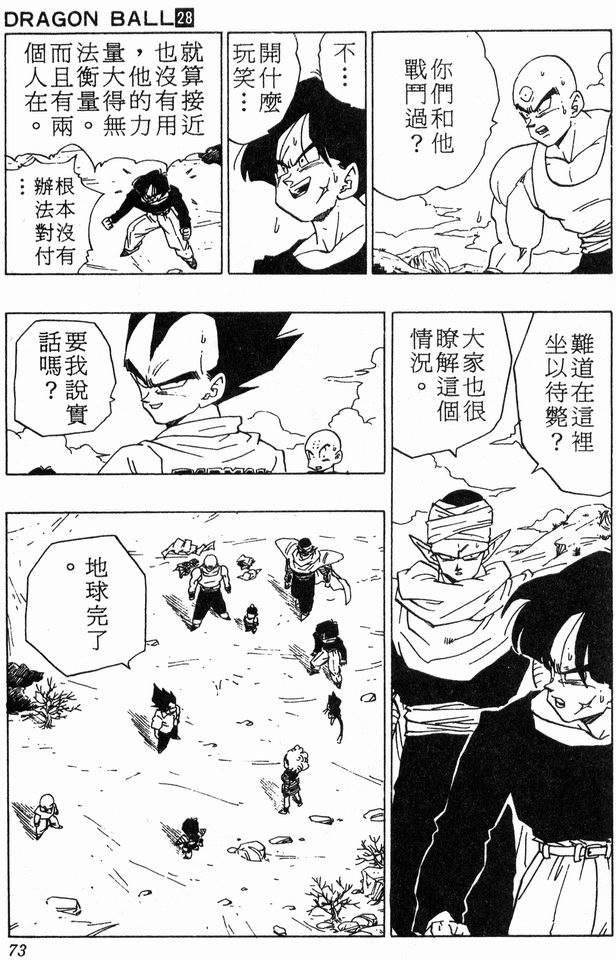 DRAGON BALL 28
你們和他
戰鬥過？
不…
開什麼
玩笑…
就算接近
也沒有用
，他的力
量大得無
法衡量。
而且有兩
個人在。
根本沒有
辦法對付
…
難道在這裡
坐以待斃？
大家也很
瞭解這個
情況。
要我說實
話嗎？
地球完了
。
73